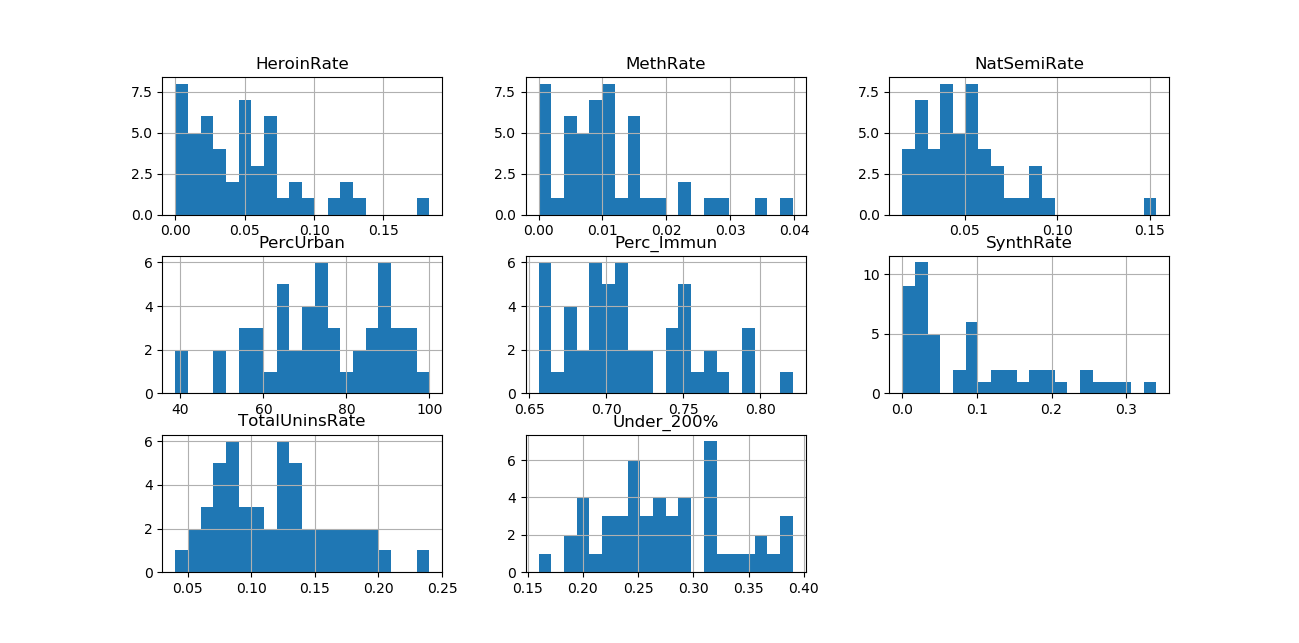 HeroinRate MethRate NatSemiRate
7.5 7.5 7.5
5.0 5.0 5.0
2.5 2.5 2.5
0.0 0.0 0.0
0.00 0.05 0.10 0.15 0.00 0.01 0.02 0.03 0.04 0.05 0.10 0.15
PercUrban Perc_Immun SynthRate
6 6 10
4 4 5
2 2
0 0 0
40 60 80 100 0.65 0.70 0.75 0.80 0.0 0.1 0.2 0.3
TotalUninsRate Under_200%
6 6
4 4
2 2
0 0
0.05 0.10 0.15 0.20 0.25 0.15 0.20 0.25 0.30 0.35 0.40